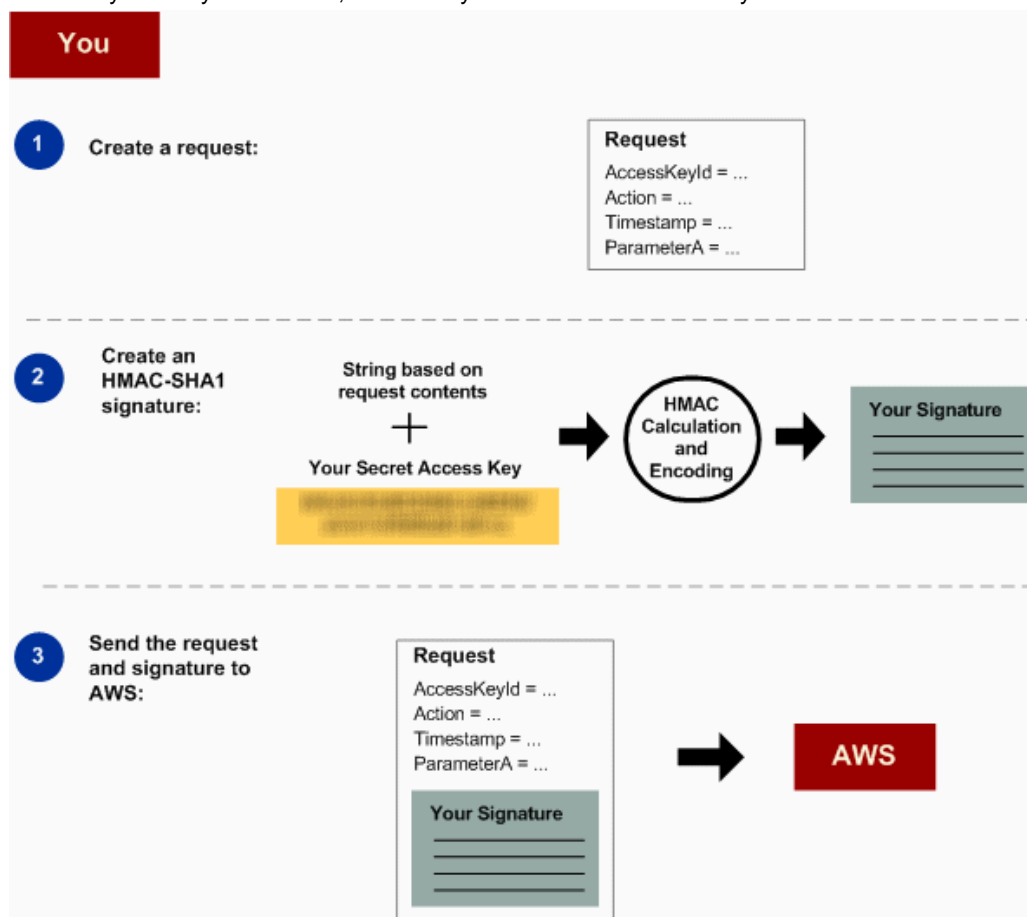 You
1
Create a request:
Request
AccessKeyId = ...
Action = ...
Timestamp = ...
ParameterA = ...
2
Create an
HMAC-SHA1
signature:
String based on
request contents
+
Your Secret Access Key
HMAC
Calculation
and
Encoding
Your Signature
3
Send the request
and signature to
AWS:
Request
AccessKeyId = ...
Action = ...
Timestamp = ...
ParameterA = ...
Your Signature
AWS